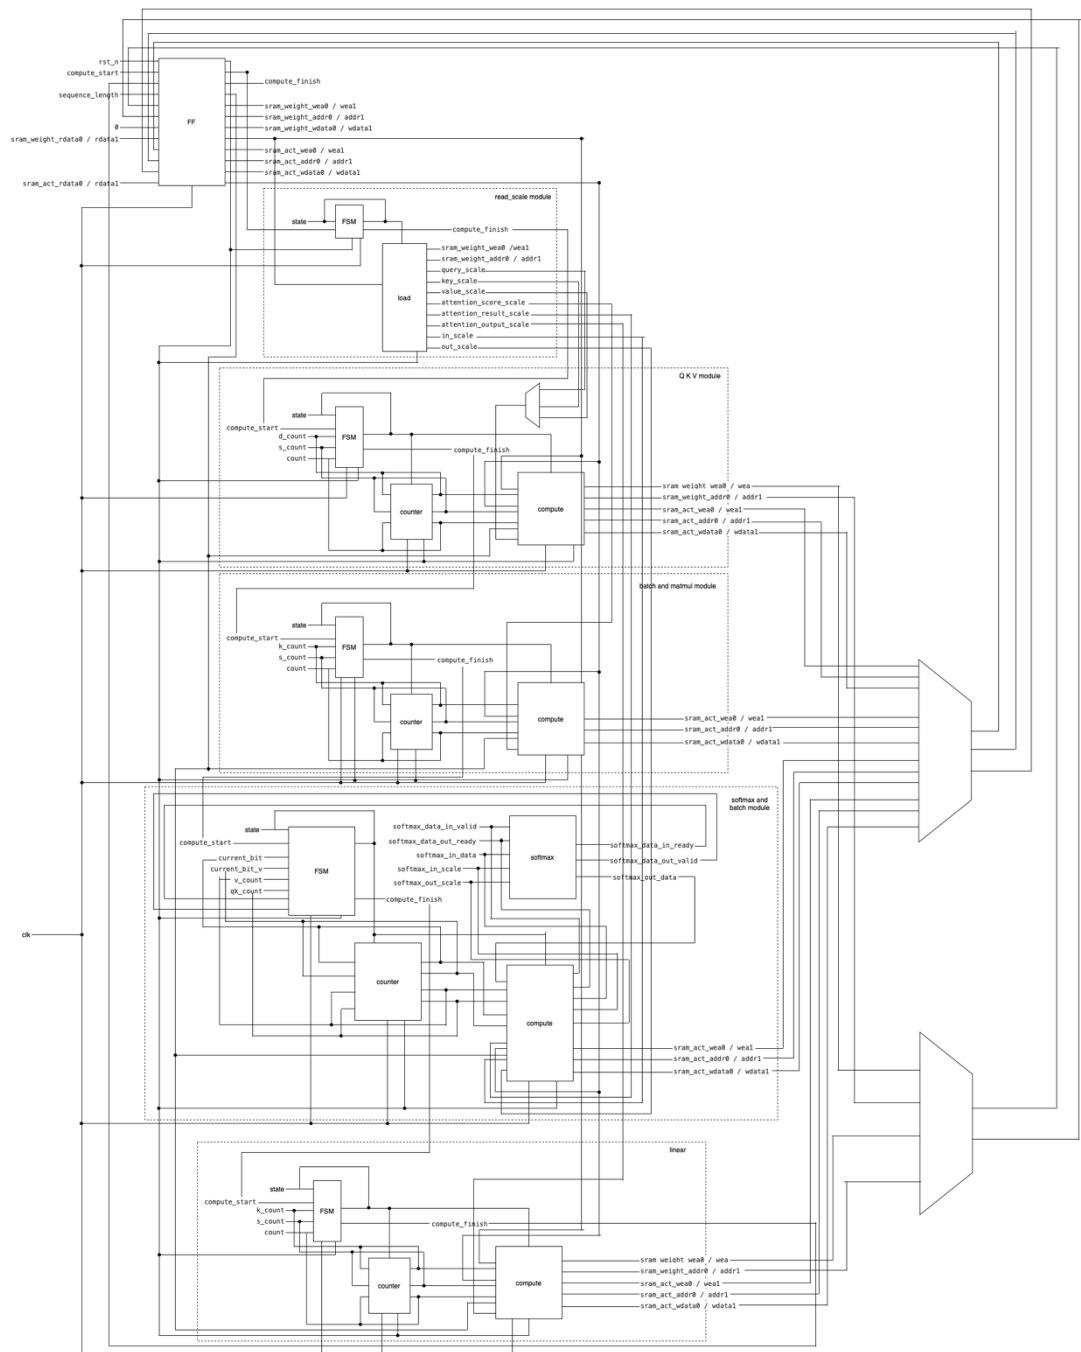 rst_n
compute_start
sequence_length
0
sram_weight_rdata0 / rdata1
sram_act_rdata0 / rdata1
FF
compute_finish
sram_weight_wea0 / wea1
sram_weight_addr0 / addr1
sram_weight_wdata0 / wdata1
sram_act_wea0 / wea1
sram_act_addr0 / addr1
sram_act_wdata0 / wdata1
read_scale module
state
FSM
compute_finish
load
sram_weight_wea0 /wea1
sram_weight_addr0 / addr1
query_scale
key_scale
value_scale
attention_score_scale
attention_result_scale
attention_output_scale
in_scale
out_scale
Q K V module
state
compute_start
d_count
s_count
count
FSM
compute_finish
counter
compute
sram_weight_wea0 / wea
sram_weight_addr0 / addr1
sram_act_wea0 / wea1
sram_act_addr0 / addr1
sram_act_wdata0 / wdata1
batch and matmul module
state
compute_start
k_count
s_count
count
FSM
compute_finish
counter
compute
sram_act_wea0 / wea1
sram_act_addr0 / addr1
sram_act_wdata0 / wdata1
softmax and
batch module
state
compute_start
current_bit
current_bit_v
v_count
qk_count
FSM
compute_finish
softmax_data_in_valid
softmax_data_out_ready
softmax_in_data
softmax_in_scale
softmax_out_scale
softmax
softmax_data_in_ready
softmax_data_out_valid
softmax_out_data
clk
counter
compute
sram_act_wea0 / wea1
sram_act_addr0 / addr1
sram_act_wdata0 / wdata1
linear
state
compute_start
k_count
s_count
count
FSM
compute_finish
counter
compute
sram_weight_wea0 / wea
sram_weight_addr0 / addr1
sram_act_wea0 / wea1
sram_act_addr0 / addr1
sram_act_wdata0 / wdata1